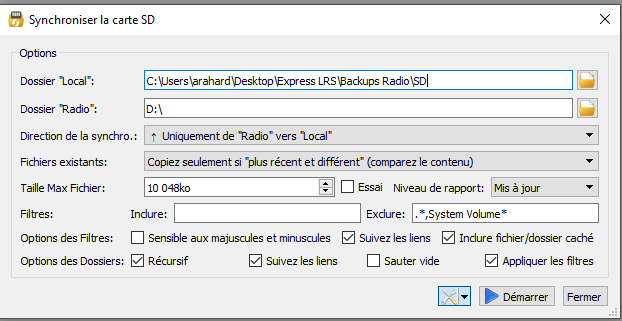 Synchroniser la carte SD
Options
Dossier "Local": C:\Users\arahard\Desktop\Express LRS\Backups Radio\SD
Dossier "Radio": D:\
Direction de la synchro.: ↑ Uniquement de "Radio" vers "Local"
Fichiers existants: Copiez seulement si "plus récent et différent" (comparez le contenu)
Taille Max Fichier: 10 048ko Essai Niveau de rapport: Mis à jour
Filtres: Inclure: Exclure: .*,System Volume*
Options des Filtres: Sensible aux majuscules et minuscules Suivez les liens Inclure fichier/dossier caché
Options des Dossiers: Récursif Suivez les liens Sauter vide Appliquer les filtres
Démarrer Fermer